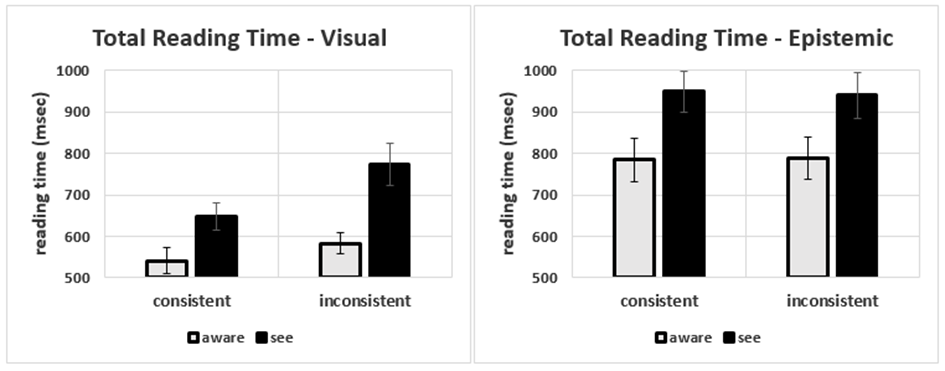 Total Reading Time - Visual
reading time (msec)
1000
900
800
700
600
500
consistent
inconsistent
aware
see
Total Reading Time - Epistemic
reading time (msec)
1000
900
800
700
600
500
consistent
inconsistent
aware
see